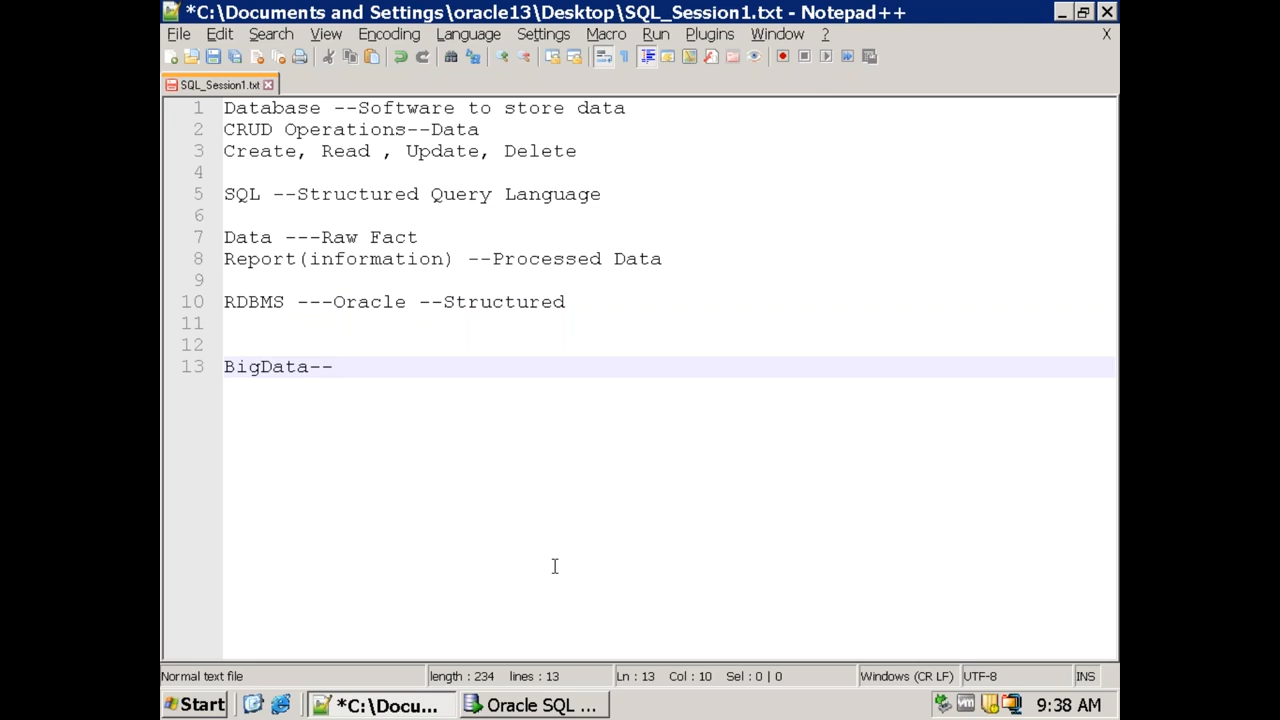 *C:\Documents and Settings\oracle13\Desktop\SQL_Session1.txt - Notepad++
File Edit Search View Encoding Language Settings Macro Run Plugins Window ? X
SQL_Session1.txt
1 Database --Software to store data
2 CRUD Operations--Data
3 Create, Read , Update, Delete
4
5 SQL --Structured Query Language
6
7 Data ---Raw Fact
8 Report(information) --Processed Data
9
10 RDBMS ---Oracle --Structured
11
12
13 BigData--
Normal text file length : 234 lines : 13 Ln : 13 Col : 10 Sel : 0 | 0 Windows (CR LF) UTF-8 INS
Start *C:\Docu... Oracle SQL ... 9:38 AM